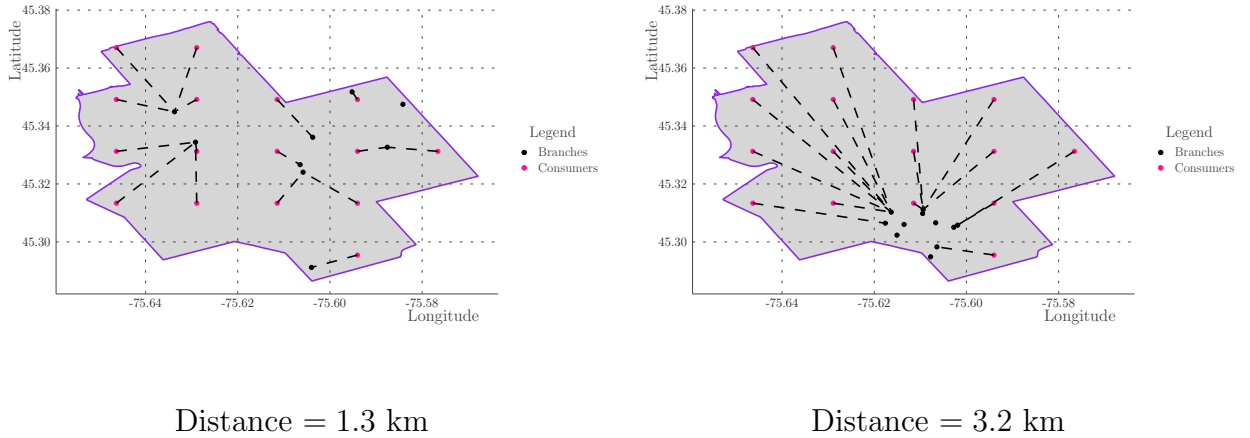 45.38
45.36
45.34
45.32
45.30
Latitude
-75.64
-75.62
-75.60
-75.58
Longitude
Legend
Branches
Consumers
Distance = 1.3 km
45.38
45.36
45.34
45.32
45.30
Latitude
-75.64
-75.62
-75.60
-75.58
Longitude
Legend
Branches
Consumers
Distance = 3.2 km